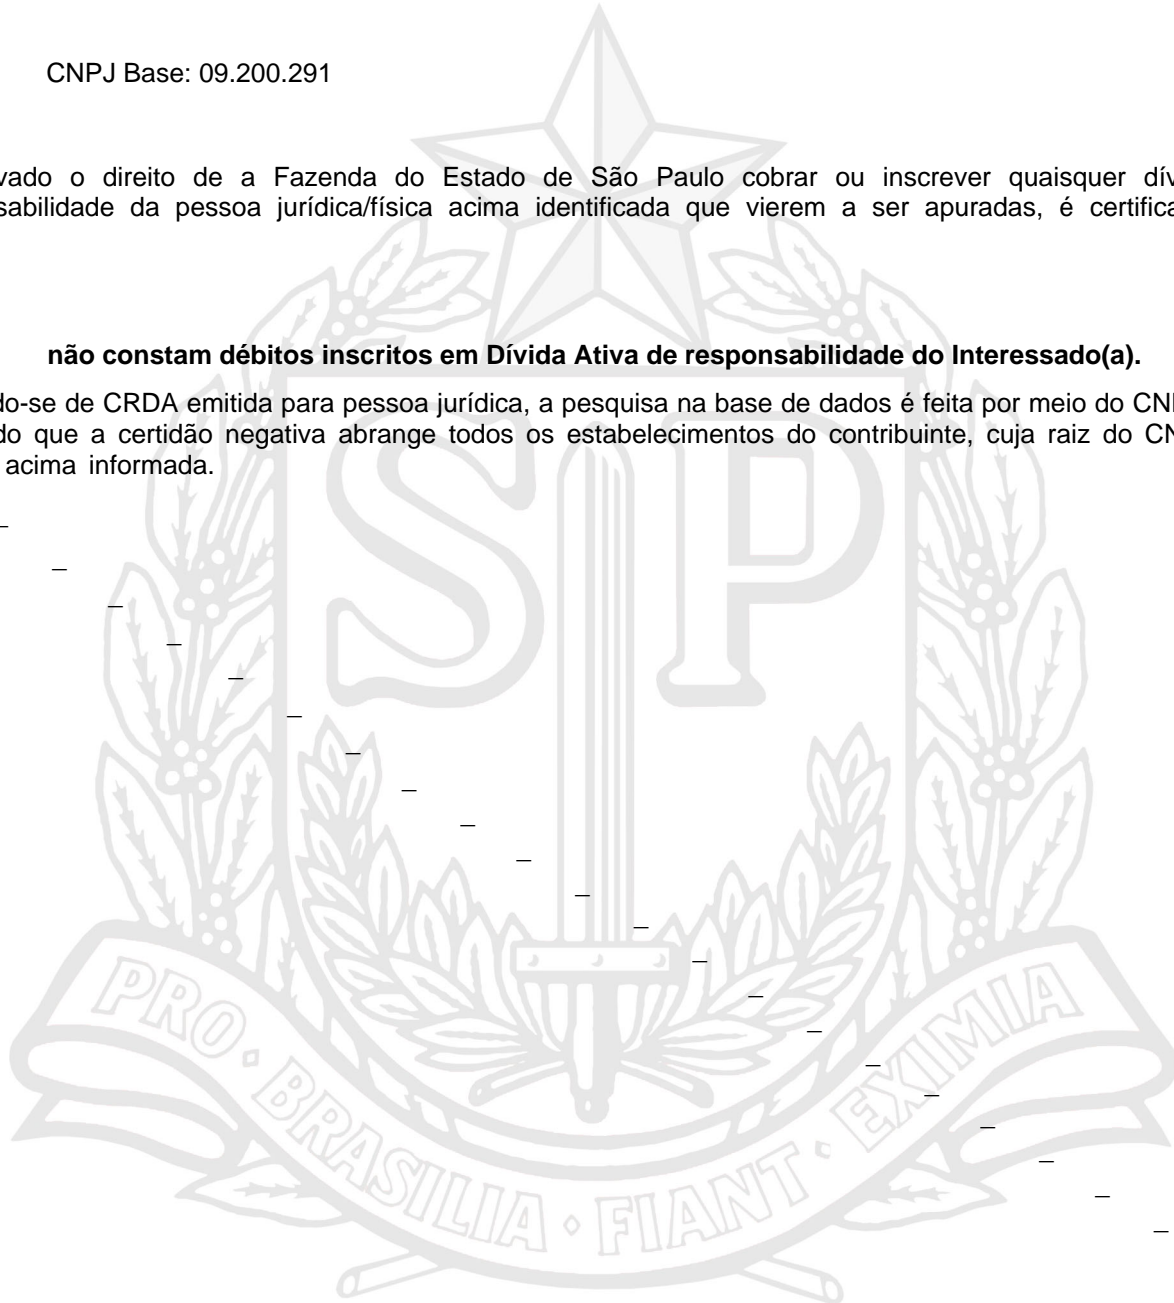 CNPJ Base: 09.200.291
vado o direito de a Fazenda do Estado de São Paulo cobrar ou inscrever quaisquer dív
sabilidade da pessoa jurídica/física acima identificada que vierem a ser apuradas, é certifica
não constam débitos inscritos em Dívida Ativa de responsabilidade do Interessado(a).
do-se de CRDA emitida para pessoa jurídica, a pesquisa na base de dados é feita por meio do CN
do que a certidão negativa abrange todos os estabelecimentos do contribuinte, cuja raiz do CN
acima informada.
SP
PRO BRASILIA FIANT EXIMIA